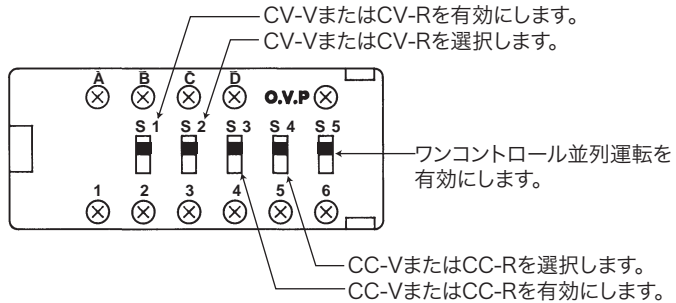 CV-VまたはCV-Rを有効にします。
CV-VまたはCV-Rを選択します。
A B C D O.V.P
S 1 S 2 S 3 S 4 S 5
ワンコントロール並列運転を
有効にします。
1 2 3 4 5 6
CC-VまたはCC-Rを選択します。
CC-VまたはCC-Rを有効にします。